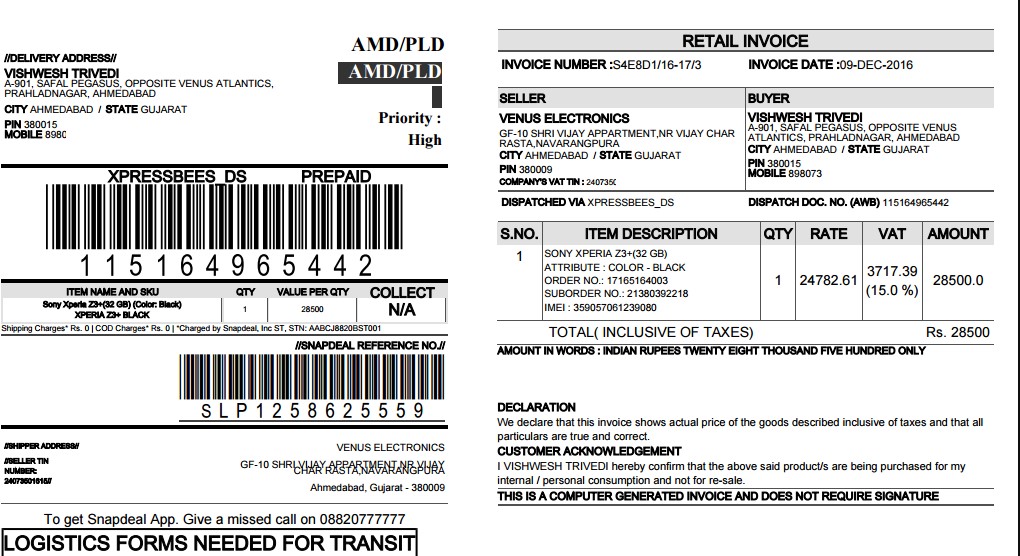 AMD/PLD
//DELIVERY ADDRESS//
VISHWESH TRIVEDI
A-901, SAFAL PEGASUS, OPPOSITE VENUS ATLANTICS,
PRAHLADNAGAR, AHMEDABAD
CITY AHMEDABAD / STATE GUJARAT
PIN 380015
MOBILE 8980
AMD/PLD
Priority :
High
XPRESSBEES_DS PREPAID
115164965442
ITEM NAME AND SKU QTY VALUE PER QTY COLLECT
Sony Xperia Z3+(32 GB) (Color: Black)
XPERIA Z3+ BLACK 1 28500 N/A
Shipping Charges* Rs. 0 | COD Charges* Rs. 0 | *Charged by Snapdeal, Inc ST, STN: AABCJ8820BST001
//SNAPDEAL REFERENCE NO.//
SLP1258625559
//SHIPPER ADDRESS//
//SELLER TIN
NUMBER:
24073501615//
VENUS ELECTRONICS
GF-10 SHRI VIJAY APPARTMENT,NR VIJAY
CHAR RASTA,NAVARANGPURA
Ahmedabad, Gujarat - 380009
To get Snapdeal App. Give a missed call on 08820777777
LOGISTICS FORMS NEEDED FOR TRANSIT
RETAIL INVOICE
INVOICE NUMBER :S4E8D1/16-17/3 INVOICE DATE :09-DEC-2016
SELLER BUYER
VENUS ELECTRONICS
GF-10 SHRI VIJAY APPARTMENT,NR VIJAY CHAR
RASTA,NAVARANGPURA
CITY AHMEDABAD / STATE GUJARAT
PIN 380009
COMPANY'S VAT TIN : 240735
VISHWESH TRIVEDI
A-901, SAFAL PEGASUS, OPPOSITE VENUS
ATLANTICS, PRAHLADNAGAR, AHMEDABAD
CITY AHMEDABAD / STATE GUJARAT
PIN 380015
MOBILE 898073
DISPATCHED VIA XPRESSBEES_DS DISPATCH DOC. NO. (AWB) 115164965442
S.NO. ITEM DESCRIPTION QTY RATE VAT AMOUNT
1 SONY XPERIA Z3+(32 GB)
ATTRIBUTE : COLOR - BLACK
ORDER NO.: 17165164003
SUBORDER NO.: 21380392218
IMEI : 359057061239080
1 24782.61 3717.39 28500.0
(15.0 %)
TOTAL( INCLUSIVE OF TAXES) Rs. 28500
AMOUNT IN WORDS : INDIAN RUPEES TWENTY EIGHT THOUSAND FIVE HUNDRED ONLY
DECLARATION
We declare that this invoice shows actual price of the goods described inclusive of taxes and that all
particulars are true and correct.
CUSTOMER ACKNOWLEDGEMENT
I VISHWESH TRIVEDI hereby confirm that the above said product/s are being purchased for my
internal / personal consumption and not for re-sale.
THIS IS A COMPUTER GENERATED INVOICE AND DOES NOT REQUIRE SIGNATURE